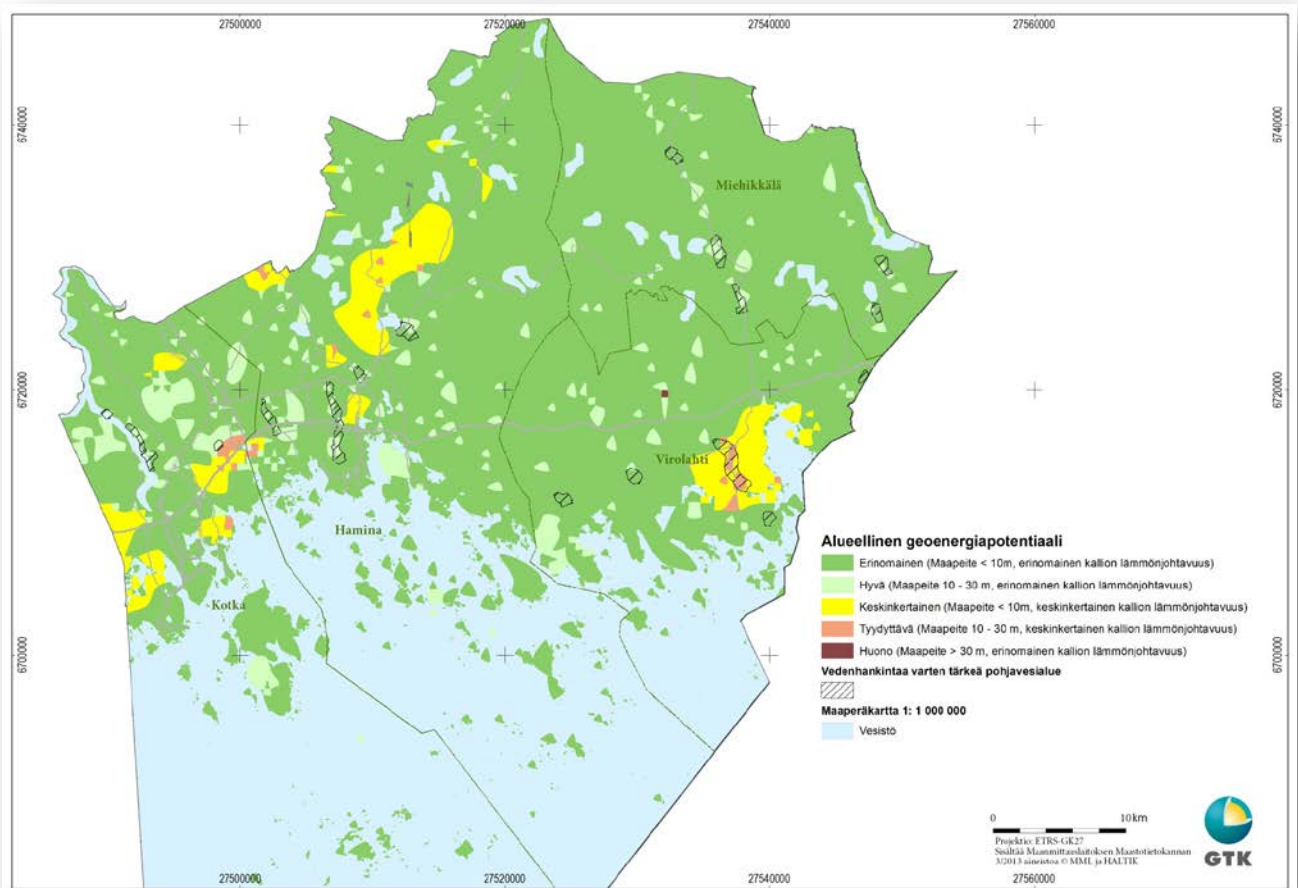 27500000
27520000
27540000
27560000
6740000
6740000
Miehikkälä
6720000
6720000
Virolahti
Hamina
Kotka
6700000
6700000
Alueellinen geoenergiapotentiaali
Erinomainen (Maapeite < 10m, erinomainen kallion lämmönjohtavuus)
Hyvä (Maapeite 10 - 30 m, erinomainen kallion lämmönjohtavuus)
Keskinkertainen (Maapeite < 10m, keskinkertainen kallion lämmönjohtavuus)
Tyydyttävä (Maapeite 10 - 30 m, keskinkertainen kallion lämmönjohtavuus)
Huono (Maapeite > 30 m, erinomainen kallion lämmönjohtavuus)
Vedenhankintaa varten tärkeä pohjavesialue
Maaperäkartta 1: 1 000 000
Vesistö
0 10 km
Projektio: ETRS-GK27
Sisältää Maanmittauslaitoksen Maastotietokannan
3/2013 aineistoa © MML ja HALTIK
GTK
27500000
27520000
27540000
27560000